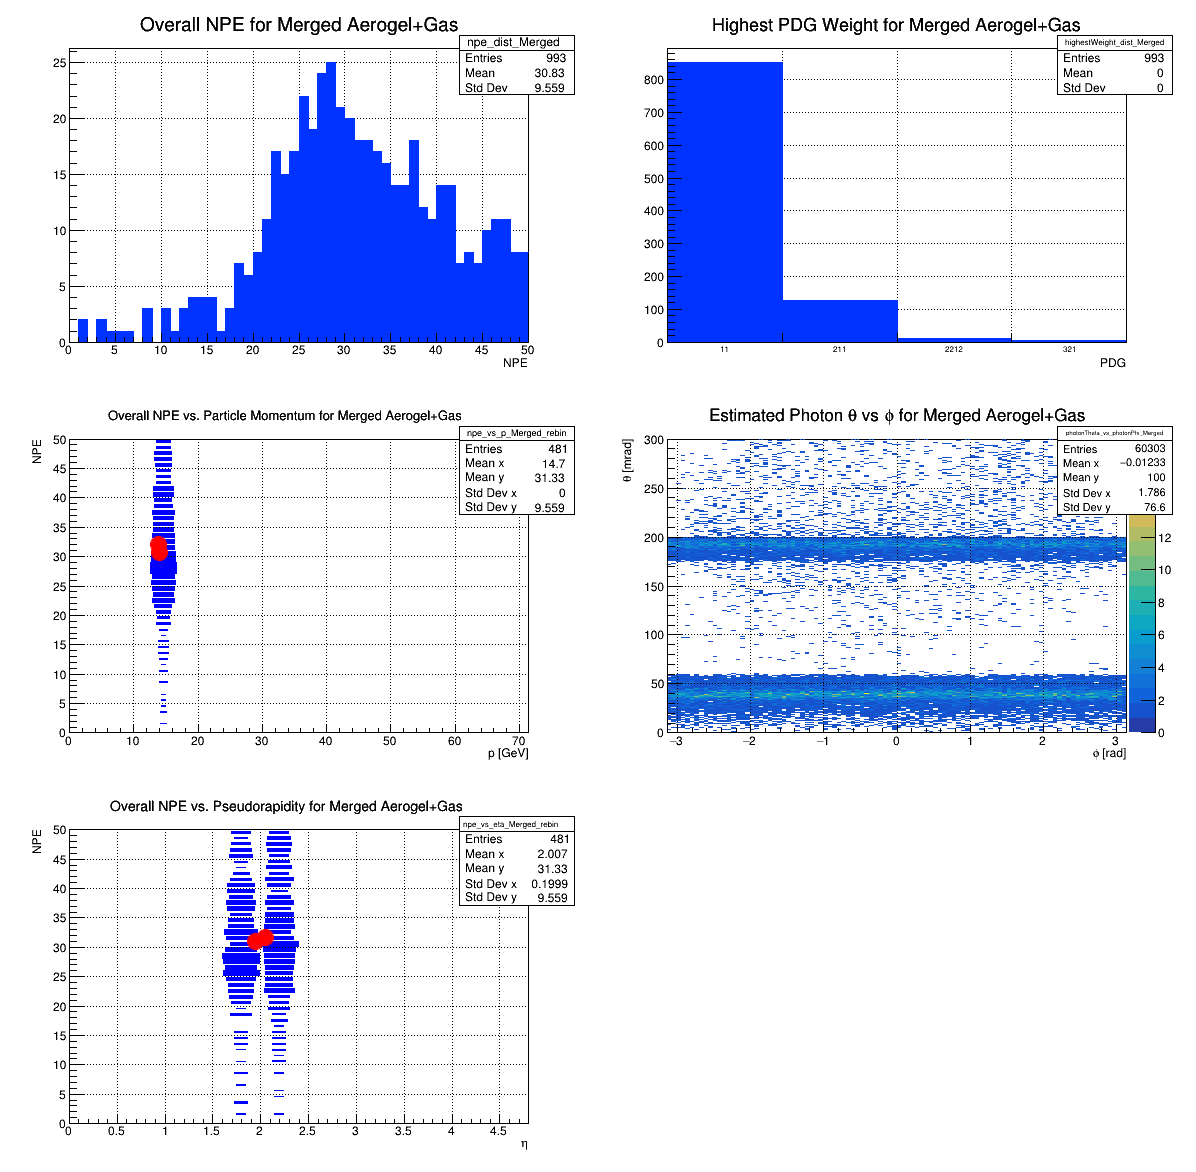 Overall NPE for Merged Aerogel+Gas
npe_dist_Merged
Entries 993
Mean 30.83
Std Dev 9.559
25
20
15
10
5
0
0 5 10 15 20 25 30 35 40 45 50
NPE
Highest PDG Weight for Merged Aerogel+Gas
highestWeight_dist_Merged
Entries 993
Mean 0
Std Dev 0
800
700
600
500
400
300
200
100
0
11 211 2212 321
PDG
Overall NPE vs. Particle Momentum for Merged Aerogel+Gas
npe_vs_p_Merged_rebin
Entries 481
Mean x 14.7
Mean y 31.33
Std Dev x 0
Std Dev y 9.559
NPE
50
45
40
35
30
25
20
15
10
5
0
0 10 20 30 40 50 60 70
p [GeV]
Estimated Photon θ vs ϕ for Merged Aerogel+Gas
photonTheta_vs_photonPhi_Merged
Entries 60303
Mean x −0.01233
Mean y 100
Std Dev x 1.786
Std Dev y 76.6
θ [mrad]
300
250
200
150
100
50
0
−3 −2 −1 0 1 2 3
ϕ [rad]
12
10
8
6
4
2
0
Overall NPE vs. Pseudorapidity for Merged Aerogel+Gas
npe_vs_eta_Merged_rebin
Entries 481
Mean x 2.007
Mean y 31.33
Std Dev x 0.1999
Std Dev y 9.559
NPE
50
45
40
35
30
25
20
15
10
5
0
0 0.5 1 1.5 2 2.5 3 3.5 4 4.5
η